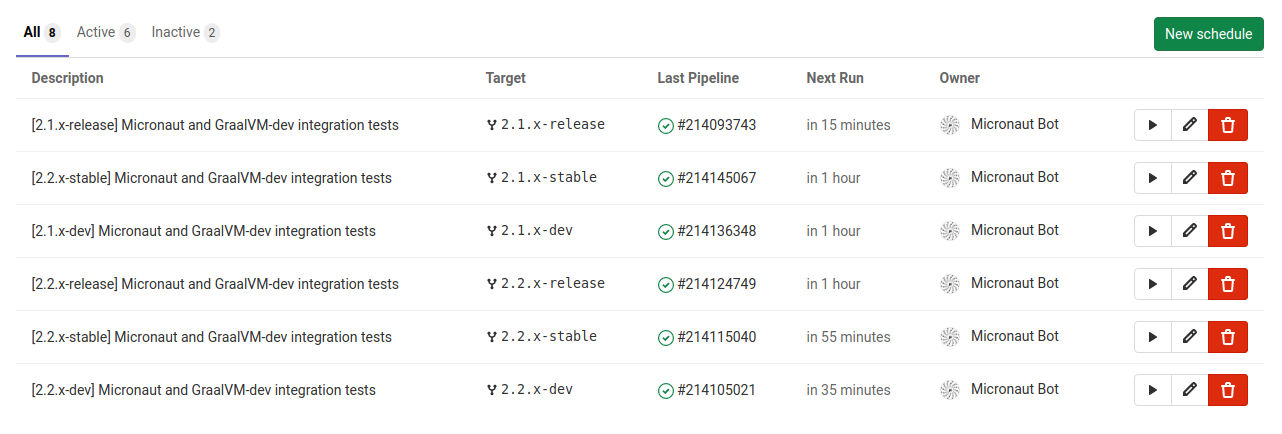 All 8 Active 6 Inactive 2 New schedule
Description Target Last Pipeline Next Run Owner
[2.1.x-release] Micronaut and GraalVM-dev integration tests 2.1.x-release #214093743 in 15 minutes Micronaut Bot
[2.2.x-stable] Micronaut and GraalVM-dev integration tests 2.1.x-stable #214145067 in 1 hour Micronaut Bot
[2.1.x-dev] Micronaut and GraalVM-dev integration tests 2.1.x-dev #214136348 in 1 hour Micronaut Bot
[2.2.x-release] Micronaut and GraalVM-dev integration tests 2.2.x-release #214124749 in 1 hour Micronaut Bot
[2.2.x-stable] Micronaut and GraalVM-dev integration tests 2.2.x-stable #214115040 in 55 minutes Micronaut Bot
[2.2.x-dev] Micronaut and GraalVM-dev integration tests 2.2.x-dev #214105021 in 35 minutes Micronaut Bot